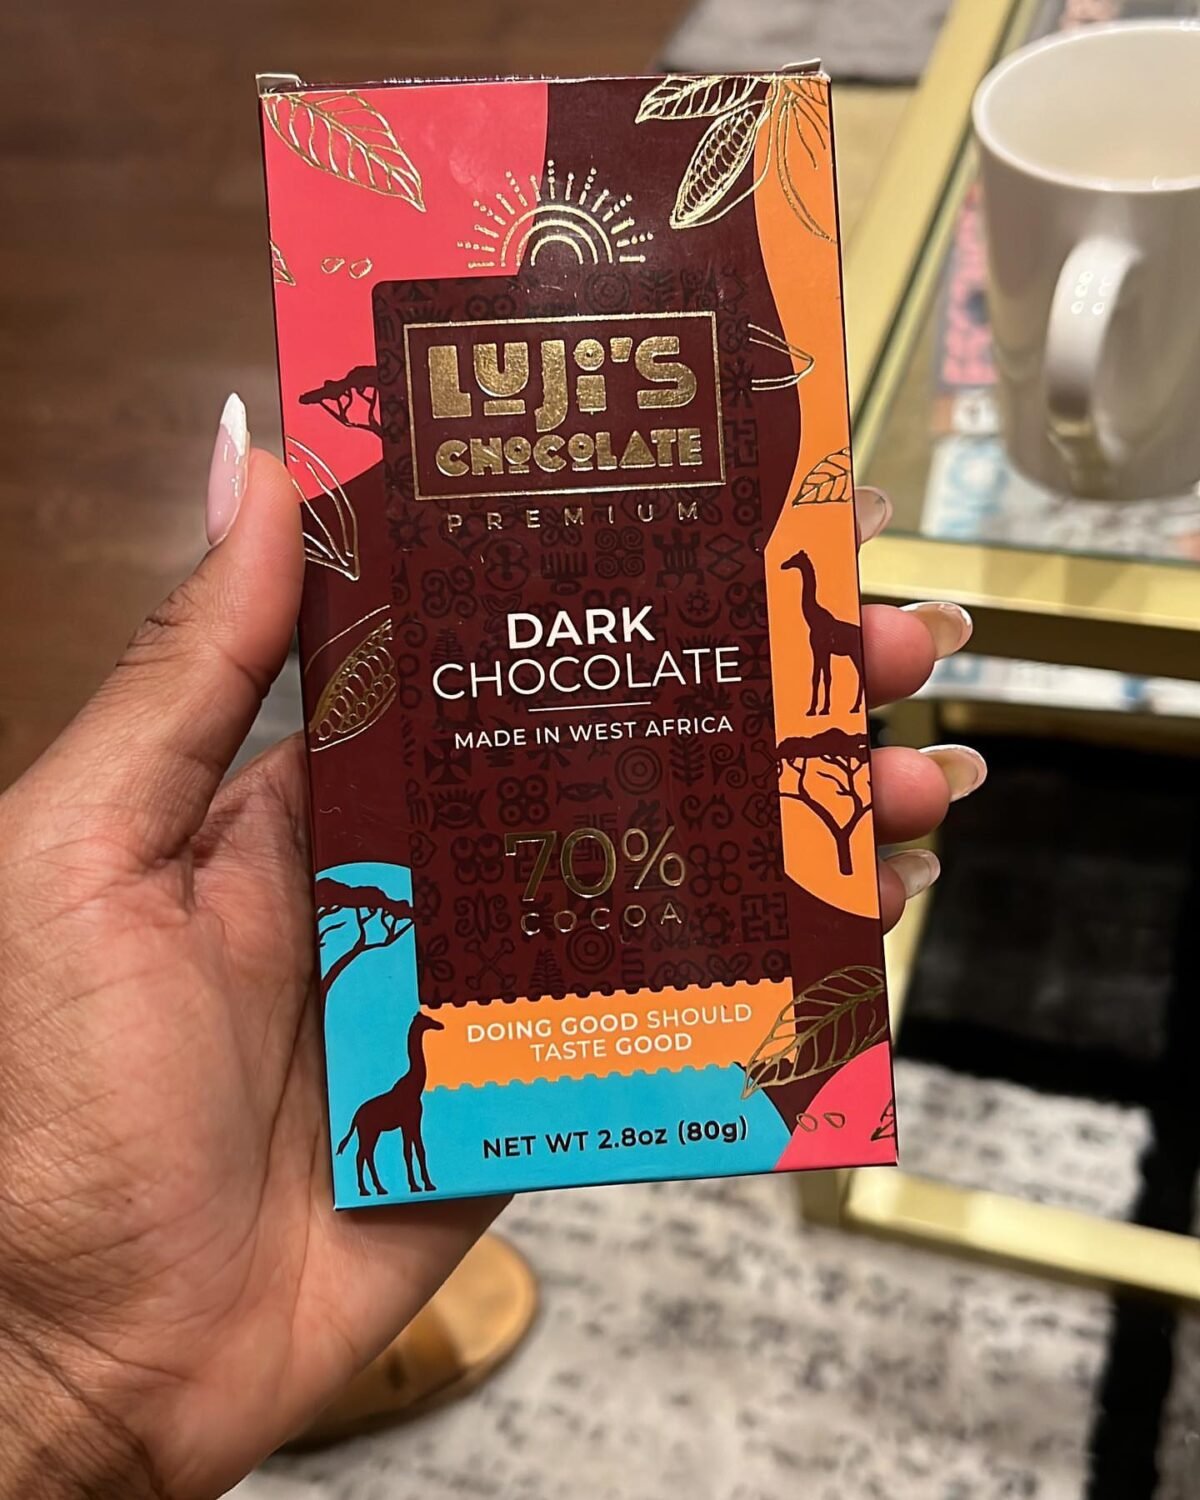 LUJI'S
CHOCOLATE
PREMIUM
DARK
CHOCOLATE
MADE IN WEST AFRICA
70%
COCOA
DOING GOOD SHOULD
TASTE GOOD
NET WT 2.8oz (80g)